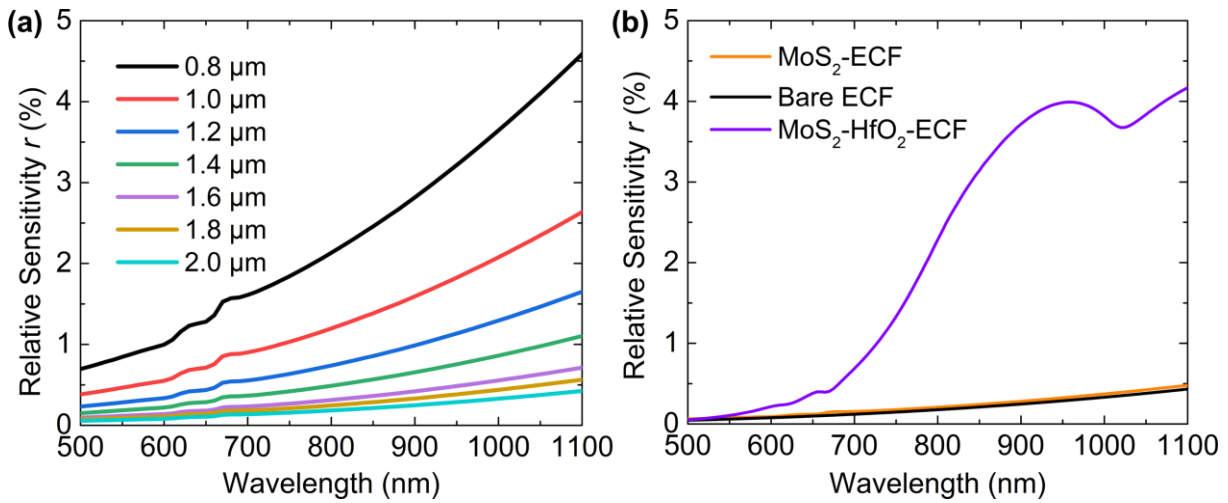 (a)
5
4
3
2
1
0
Relative Sensitivity r (%)
0.8 µm
1.0 µm
1.2 µm
1.4 µm
1.6 µm
1.8 µm
2.0 µm
500 600 700 800 900 1000 1100
Wavelength (nm)
(b)
5
4
3
2
1
0
Relative Sensitivity r (%)
MoS₂-ECF
Bare ECF
MoS₂-HfO₂-ECF
500 600 700 800 900 1000 1100
Wavelength (nm)